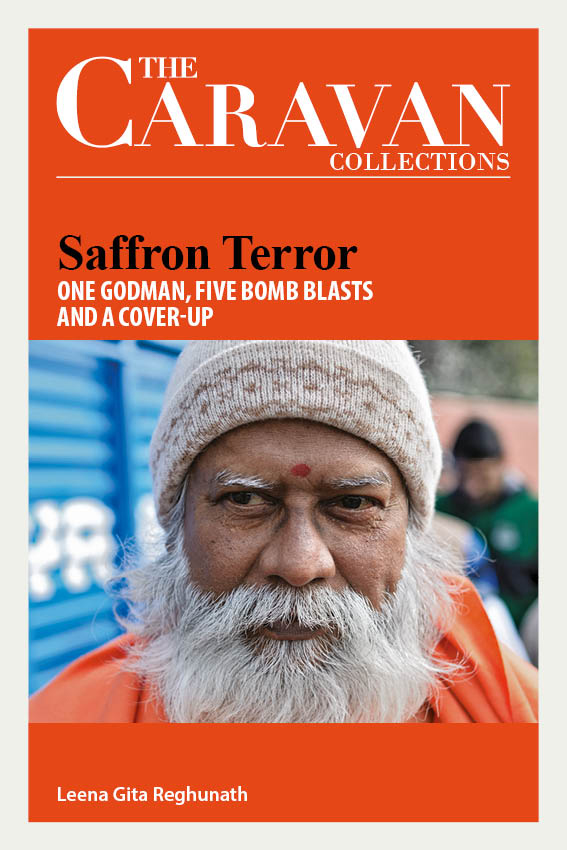 THE
CARAVAN
COLLECTIONS
Saffron Terror
ONE GODMAN, FIVE BOMB BLASTS
AND A COVER-UP
Leena Gita Reghunath